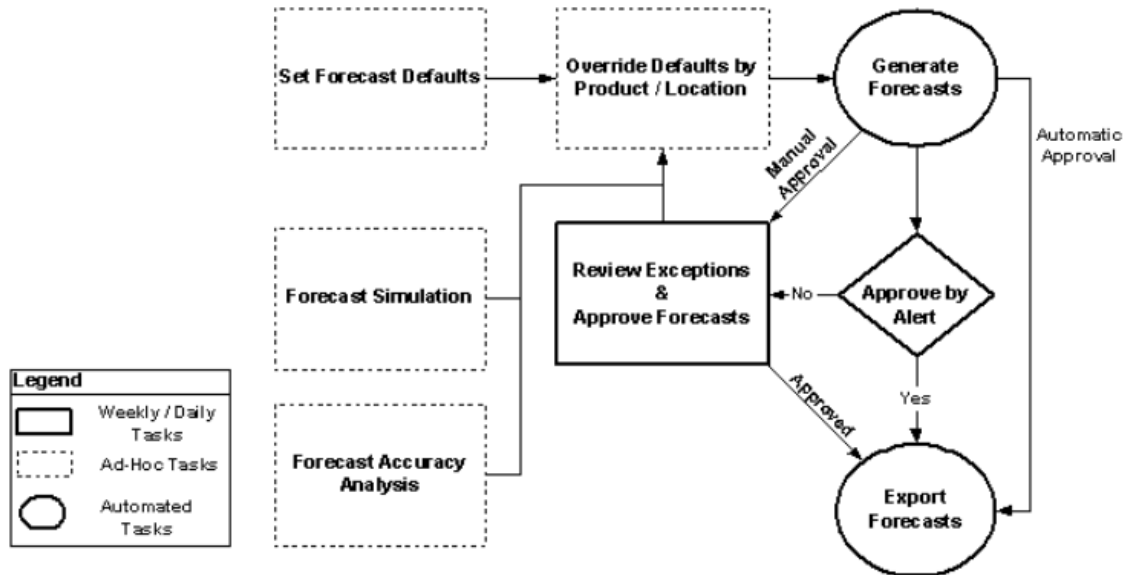 Set Forecast Defaults
Override Defaults by
Product / Location
Generate
Forecasts
Manual
Approval
Automatic
Approval
Forecast Simulation
Review Exceptions
&
Approve Forecasts
No
Approve by
Alert
Yes
Approved
Forecast Accuracy
Analysis
Export
Forecasts
Legend
Weekly / Daily
Tasks
Ad-Hoc Tasks
Automated
Tasks